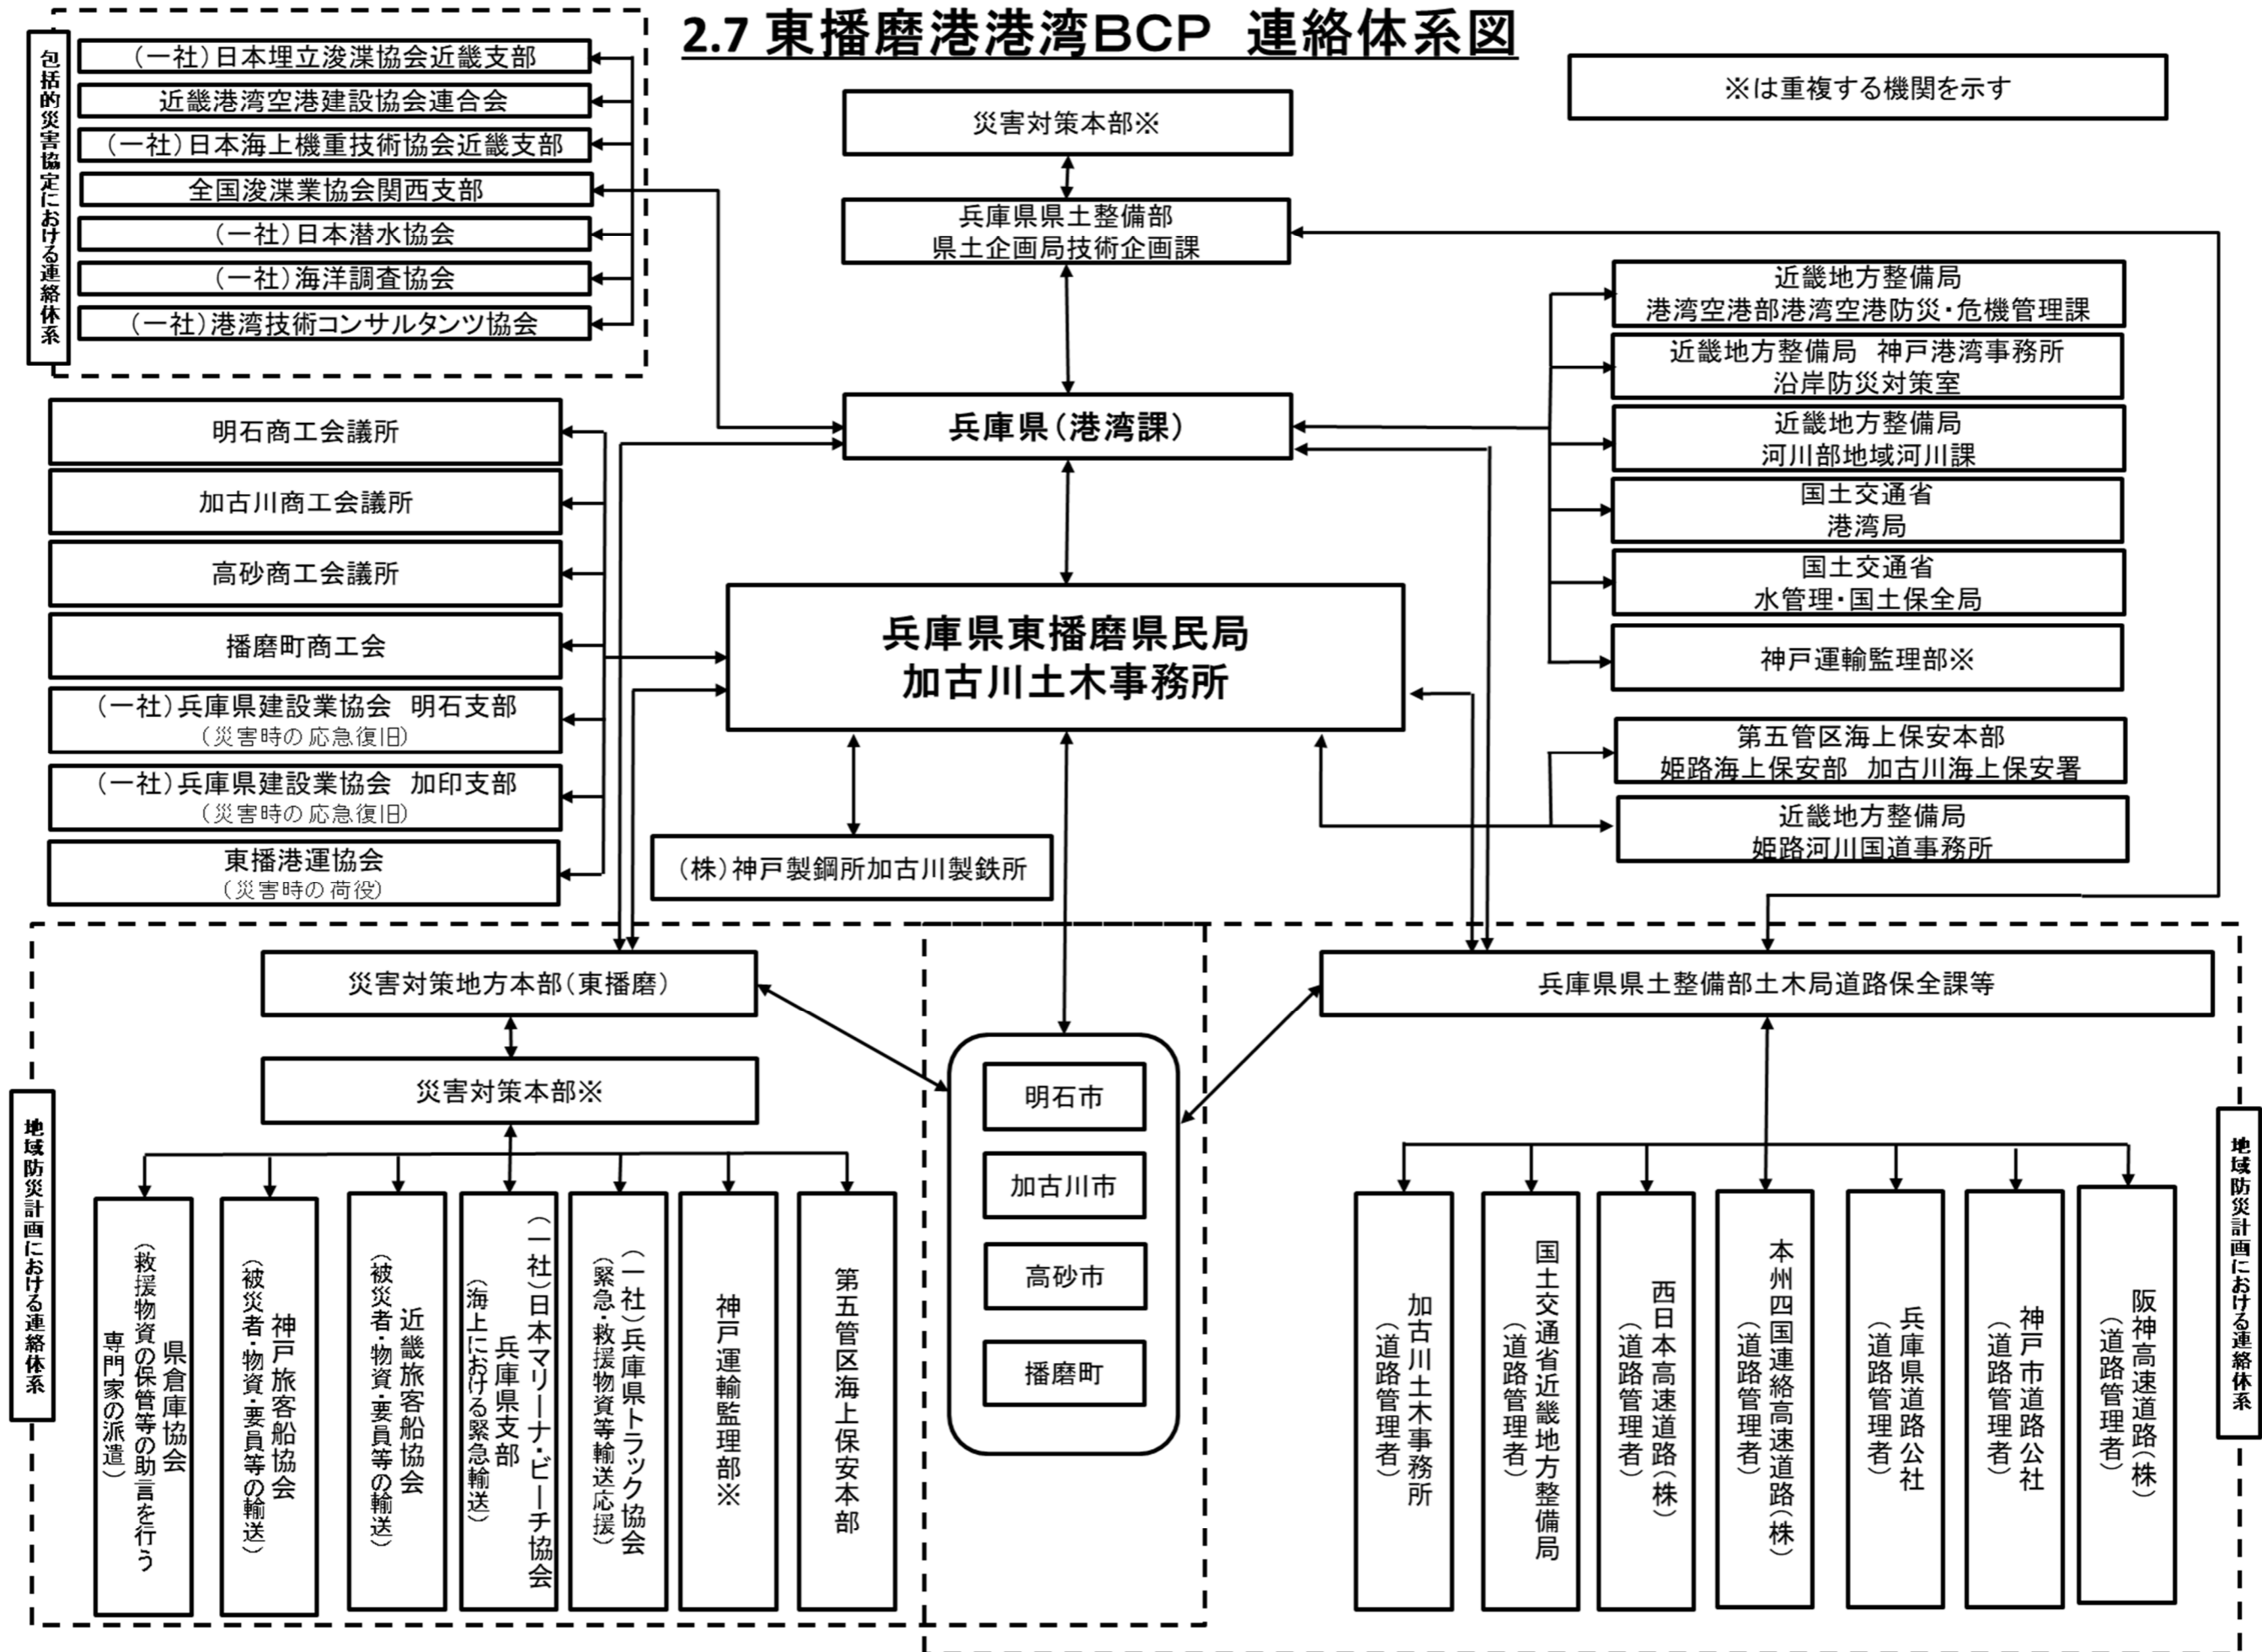 2.7 東播磨港港湾BCP　連絡体系図
※は重複する機関を示す
包括的災害協定における連絡体系
(一社)日本埋立浚渫協会近畿支部
近畿港湾空港建設協会連合会
(一社)日本海上機重技術協会近畿支部
全国浚渫業協会関西支部
(一社)日本潜水協会
(一社)海洋調査協会
(一社)港湾技術コンサルタンツ協会
災害対策本部※
兵庫県県土整備部
県土企画局技術企画課
兵庫県(港湾課)
兵庫県東播磨県民局
加古川土木事務所
近畿地方整備局
港湾空港部港湾空港防災・危機管理課
近畿地方整備局　神戸港湾事務所
沿岸防災対策室
近畿地方整備局
河川部地域河川課
国土交通省
港湾局
国土交通省
水管理・国土保全局
神戸運輸監理部※
第五管区海上保安本部
姫路海上保安部　加古川海上保安署
近畿地方整備局
姫路河川国道事務所
明石商工会議所
加古川商工会議所
高砂商工会議所
播磨町商工会
(一社)兵庫県建設業協会　明石支部
(災害時の応急復旧)
(一社)兵庫県建設業協会　加印支部
(災害時の応急復旧)
東播港運協会
(災害時の荷役)
(株)神戸製鋼所加古川製鉄所
地域防災計画における連絡体系
災害対策地方本部(東播磨)
災害対策本部※
県倉庫協会
(救援物資の保管等の助言を行う
専門家の派遣)
神戸旅客船協会
(被災者・物資・要員等の輸送)
近畿旅客船協会
(被災者・物資・要員等の輸送)
(一社)日本マリーナ・ビーチ協会
兵庫県支部
(海上における緊急輸送)
(一社)兵庫県トラック協会
(緊急・救援物資等輸送応援)
神戸運輸監理部※
第五管区海上保安本部
明石市
加古川市
高砂市
播磨町
兵庫県県土整備部土木局道路保全課等
加古川土木事務所
(道路管理者)
国土交通省近畿地方整備局
(道路管理者)
西日本高速道路(株)
(道路管理者)
本州四国連絡高速道路(株)
(道路管理者)
兵庫県道路公社
(道路管理者)
神戸市道路公社
(道路管理者)
阪神高速道路(株)
(道路管理者)
地域防災計画における連絡体系